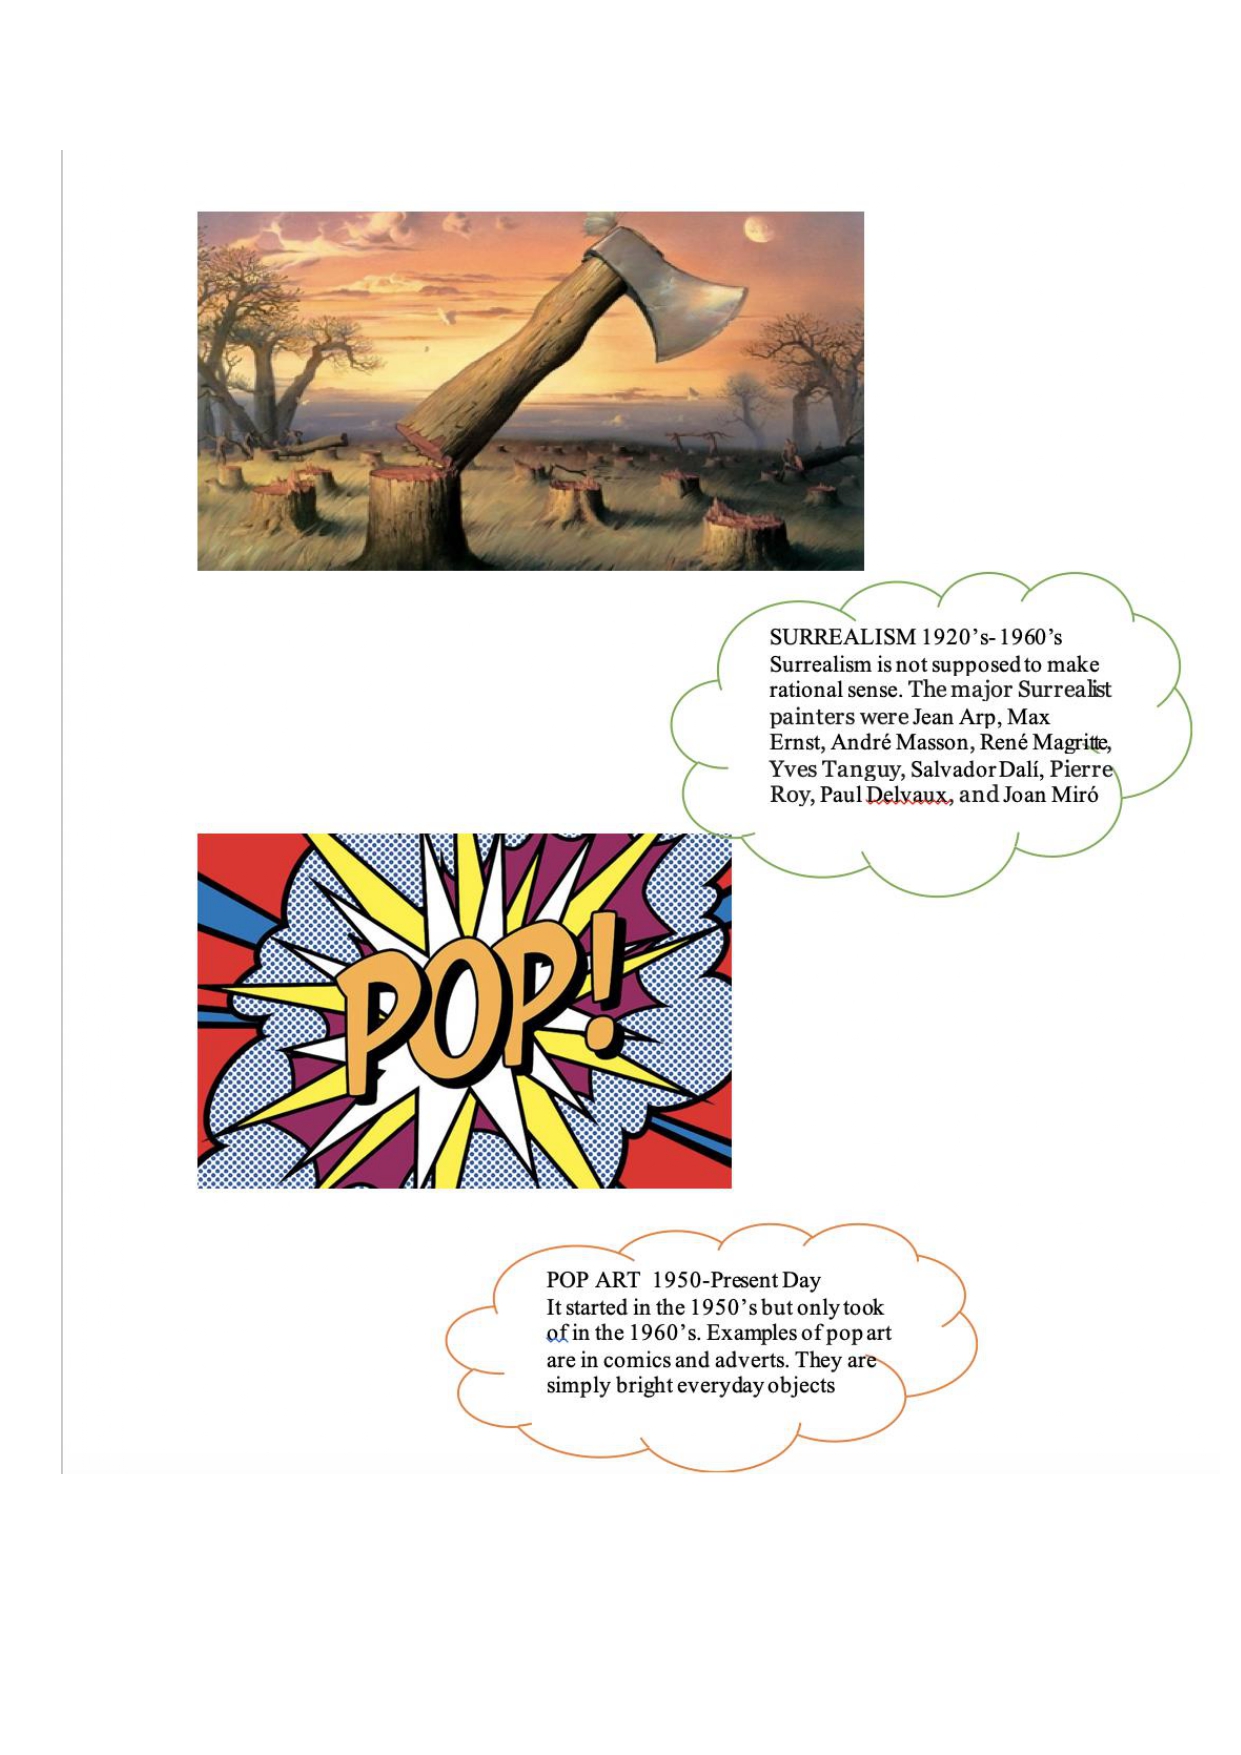 SURREALISM 1920’s-1960’s
Surrealism is not supposed to make
rational sense. The major Surrealist
painters were Jean Arp, Max
Ernst, André Masson, René Magritte,
Yves Tanguy, Salvador Dalí, Pierre
Roy, Paul Delvaux, and Joan Miró
POP!
POP ART 1950-Present Day
It started in the 1950’s but only took
of in the 1960’s. Examples of pop art
are in comics and adverts. They are
simply bright everyday objects